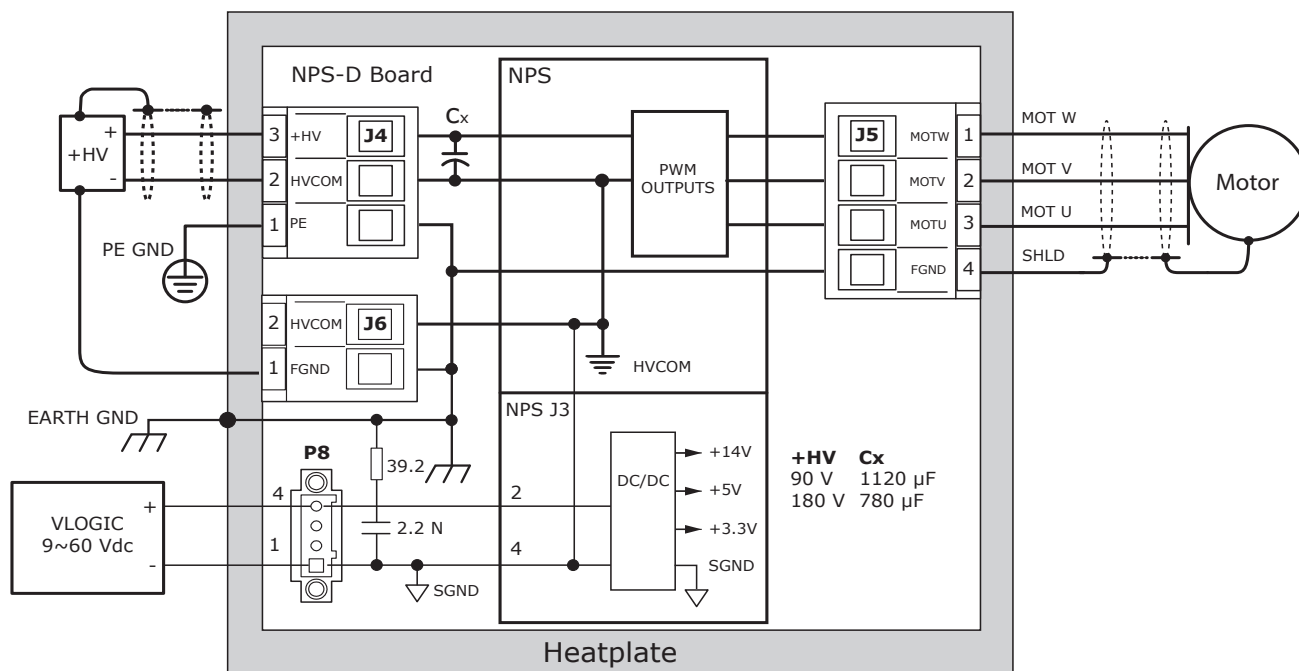 NPS-D Board
NPS
+
+HV
-
3 +HV J4
2 HVCOM
1 PE
PE GND
Cx
PWM
OUTPUTS
J5 MOTW 1
MOTV 2
MOTU 3
FGND 4
MOT W
MOT V
MOT U
SHLD
Motor
2 HVCOM J6
1 FGND
HVCOM
EARTH GND
NPS J3
P8
39.2
2.2 N
4
1
VLOGIC
9~60 Vdc
+
-
SGND
2
4
DC/DC
+14V
+5V
+3.3V
SGND
+HV Cx
90 V 1120 µF
180 V 780 µF
Heatplate